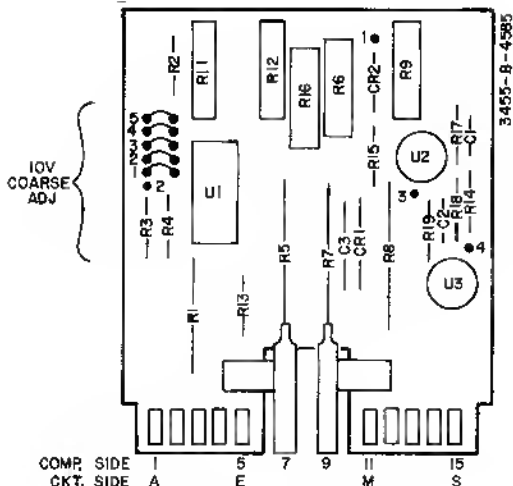 3455-B-4585
1
R2
R11
R12
R16
R6
CR2
R9
5
4
3
2
1
2
IOV
COARSE
ADJ
R15
R17
C1
U1
U2
3
R3
R4
R5
R7
C3
CR1
R8
R19
C2
R18
R14
4
U3
R1
R13
COMP. SIDE 1 5 7 9 11 15
CKT. SIDE A E M S